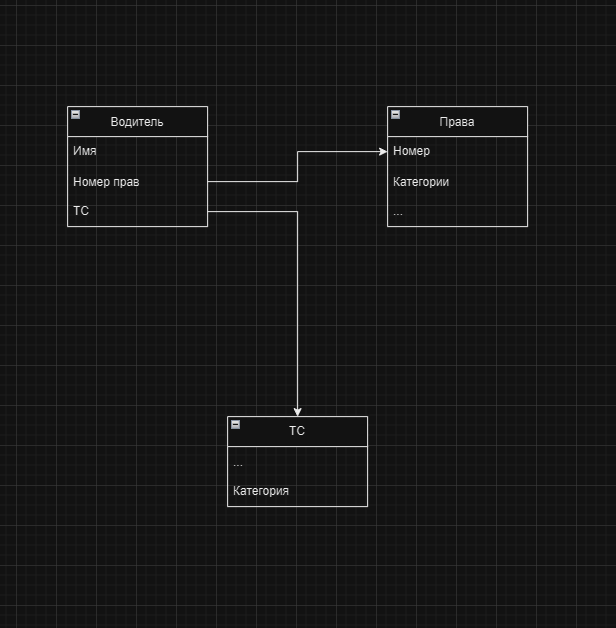 Водитель
Имя
Номер прав
ТС
Права
Номер
Категории
...
ТС
...
Категория